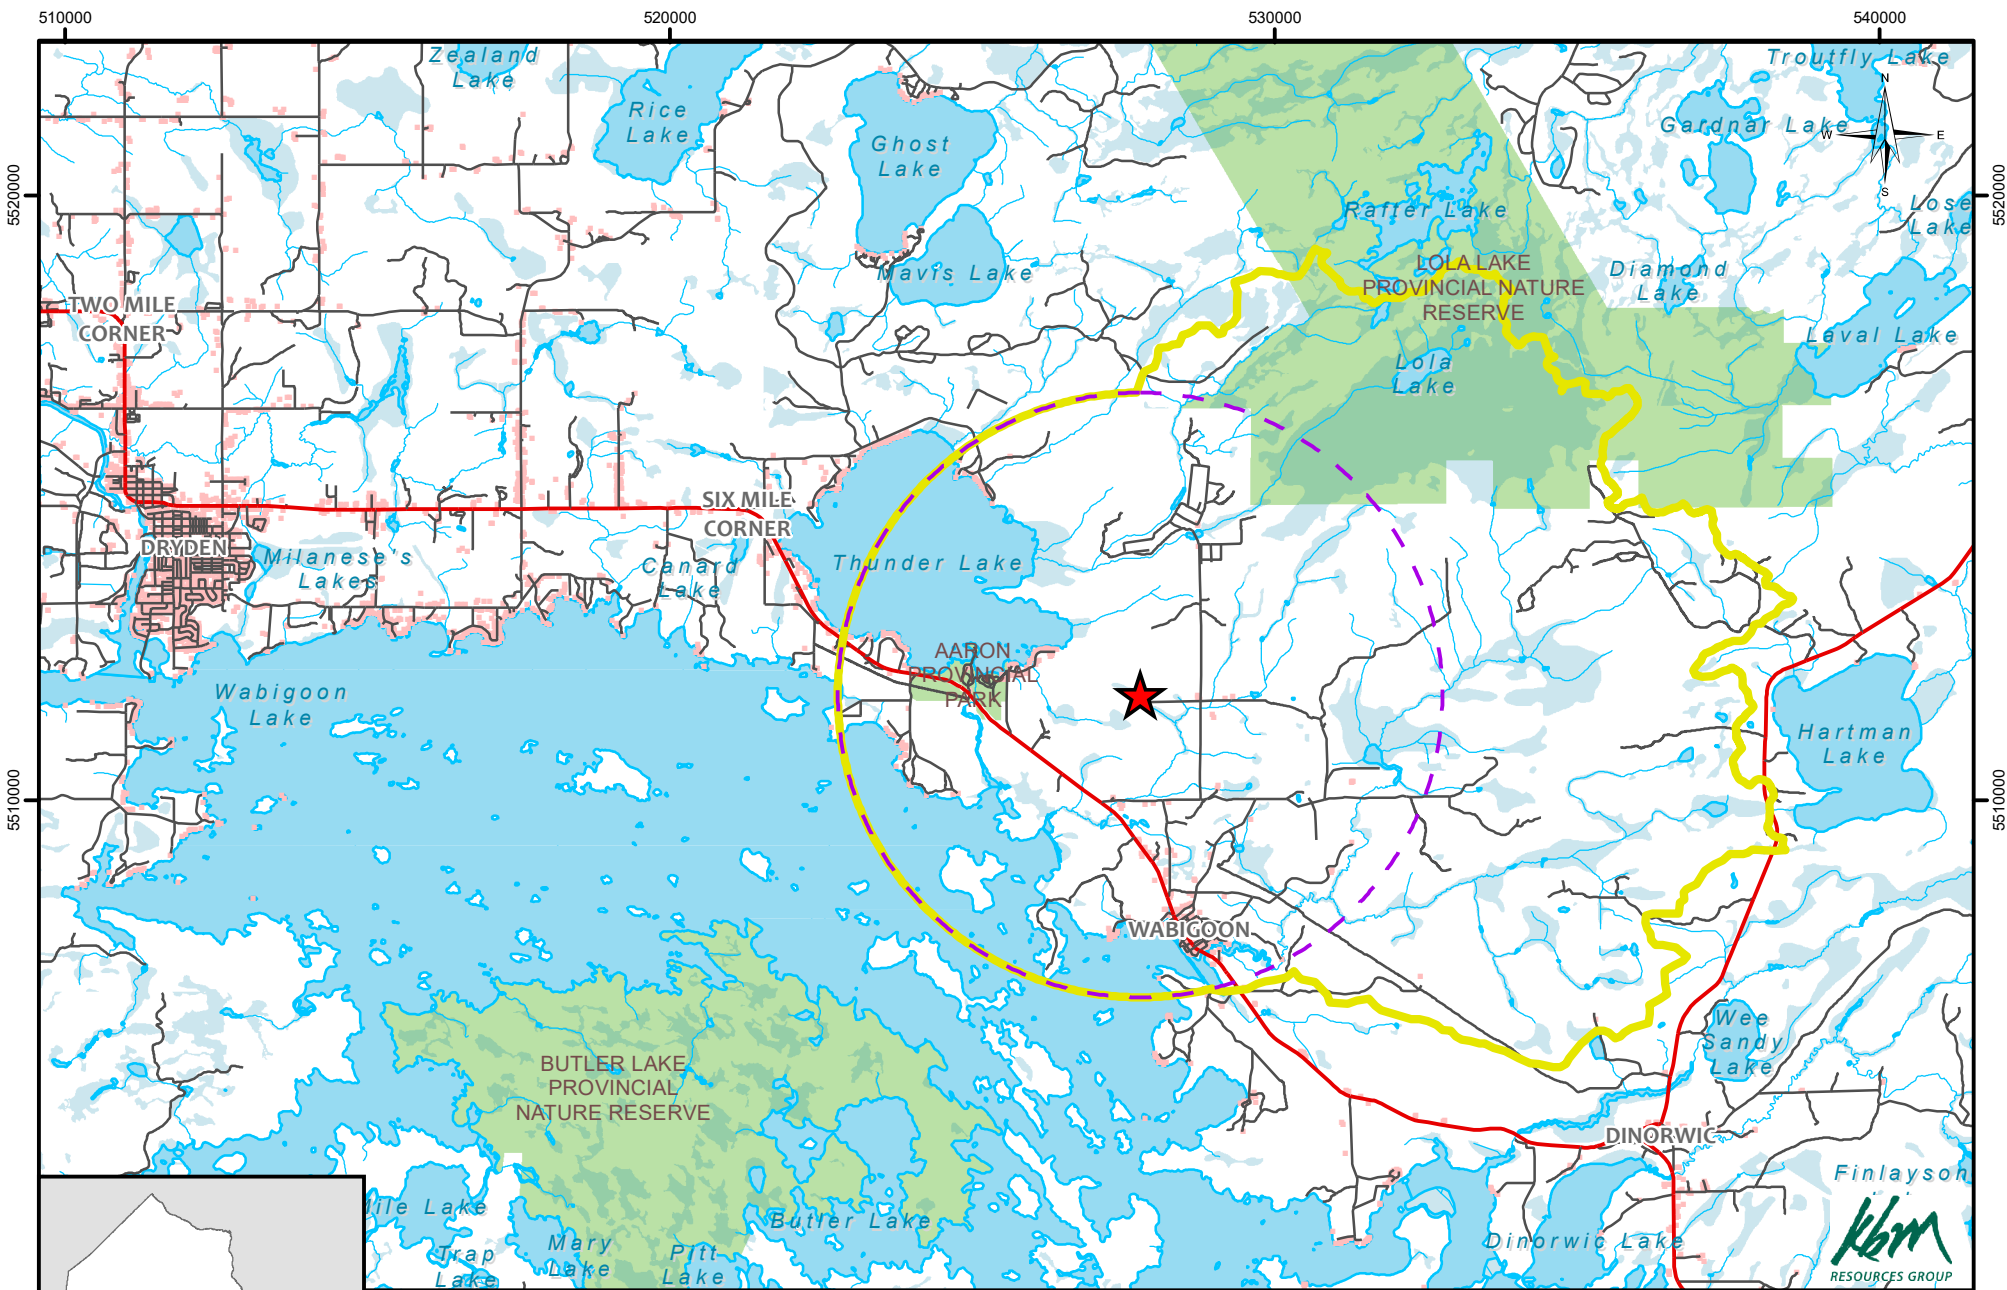 510000
520000
530000
540000
5520000
5510000
5520000
5510000
Zealand
Lake
Rice
Lake
Ghost
Lake
Mavis Lake
Troutfly Lake
N
W
E
S
Gardnar Lake
Lose
Lake
Rafter Lake
LOLA LAKE
PROVINCIAL NATURE
RESERVE
Diamond
Lake
Laval Lake
Lola
Lake
TWO MILE
CORNER
SIX MILE
CORNER
DRYDEN
Milanese's
Lakes
Canard
Lake
Thunder Lake
AARON
PROVINCIAL
PARK
Wabigoon
Lake
Hartman
Lake
WABIGOON
Wee
Sandy
Lake
BUTLER LAKE
PROVINCIAL
NATURE RESERVE
DINORWIC
Finlayson
Mile Lake
Trap
Lake
Mary
Lake
Pitt
Lake
Butler Lake
Dinorwic Lake
kbm
RESOURCES GROUP